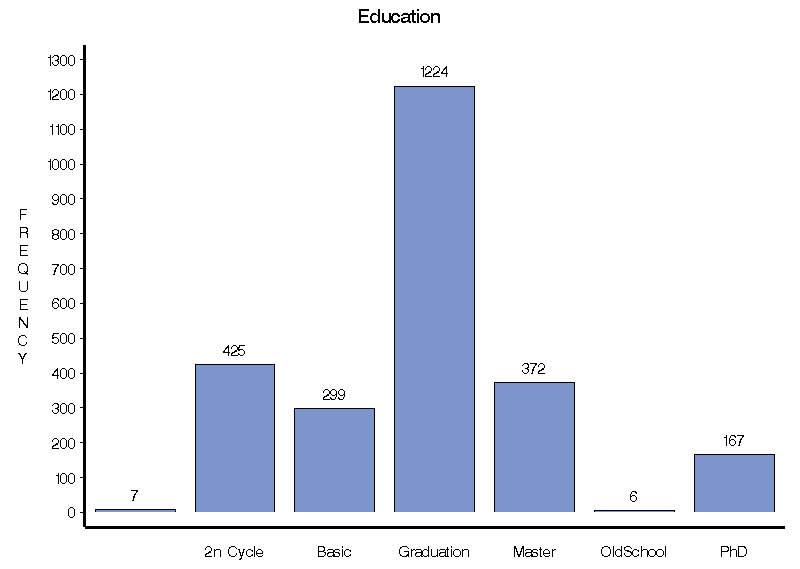 Education
FREQUENCY
1300
1200
1100
1000
900
800
700
600
500
400
300
200
100
0
7
425
299
1224
372
6
167
2n Cycle
Basic
Graduation
Master
OldSchool
PhD